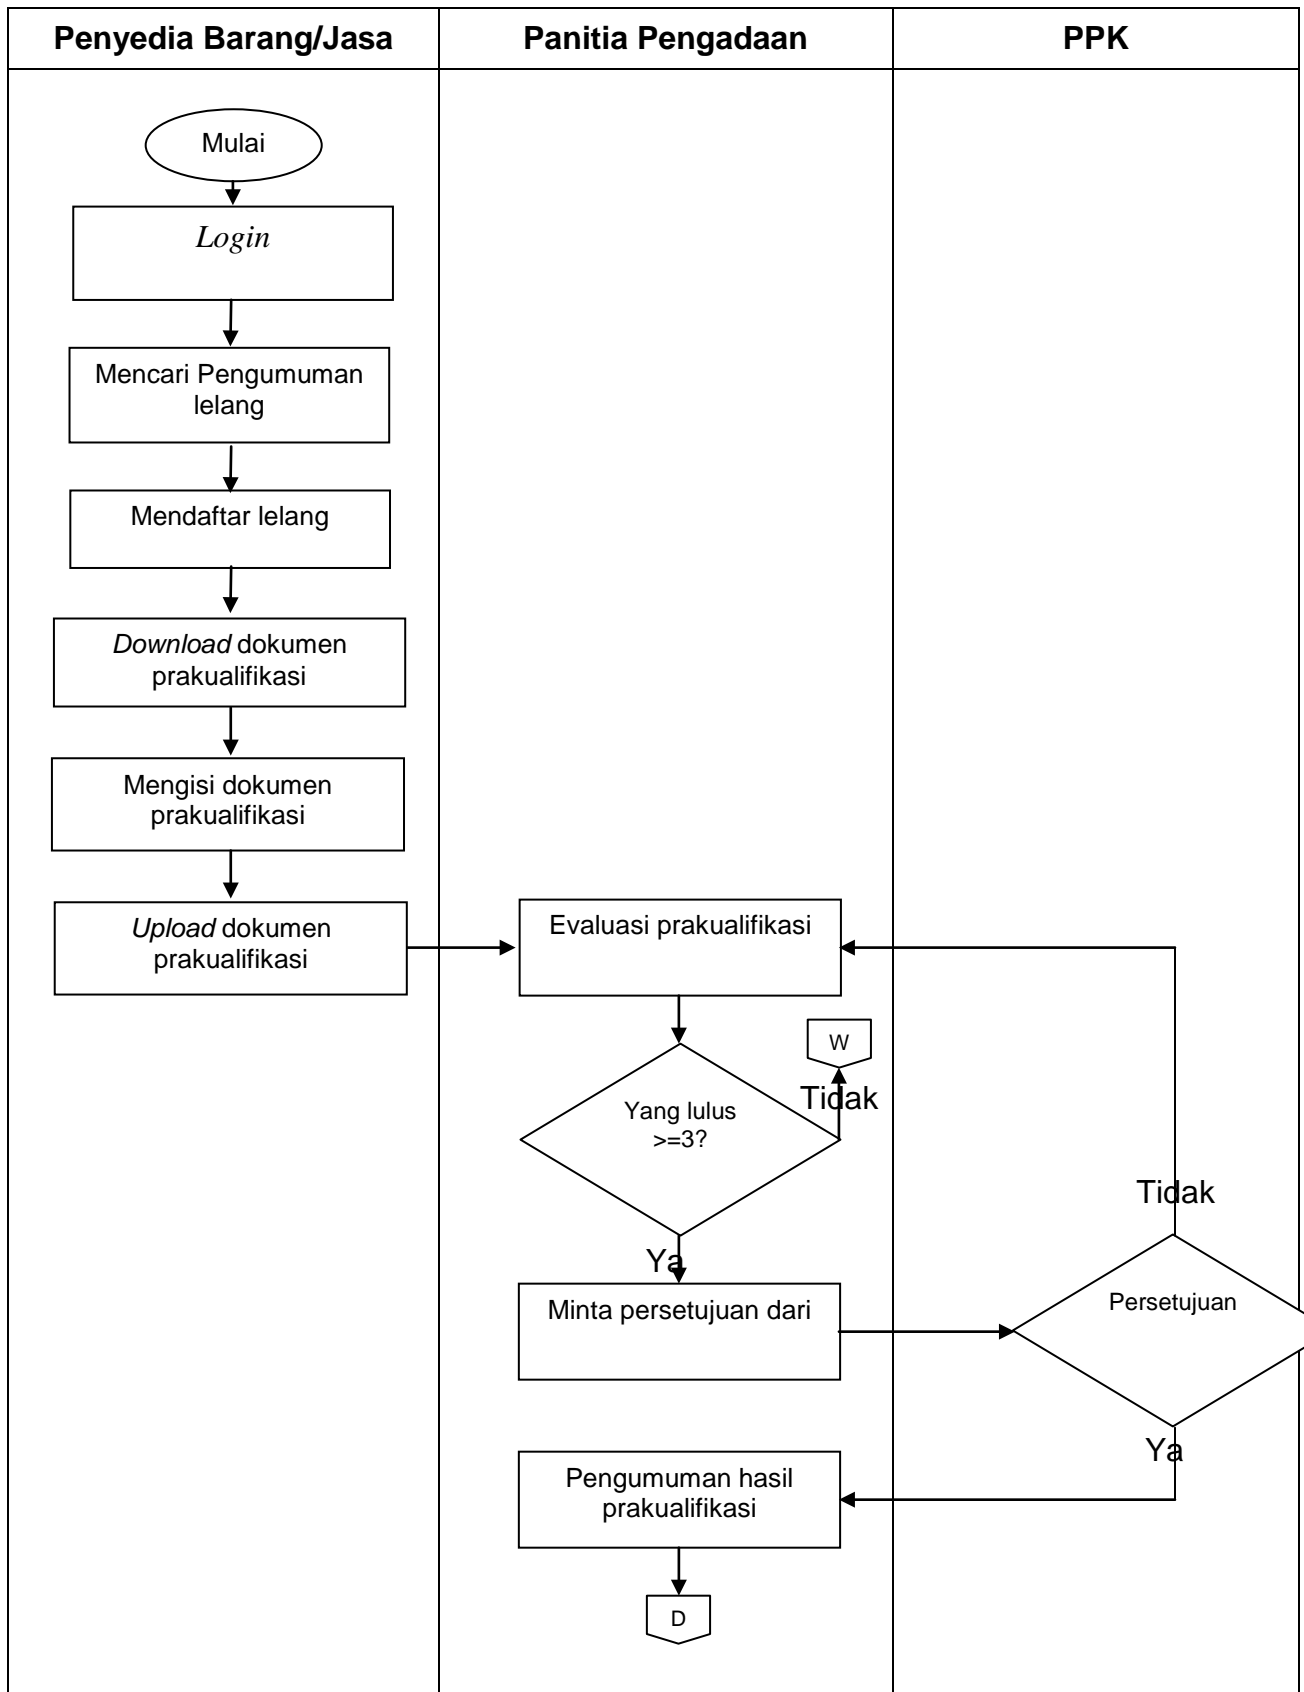 Penyedia Barang/Jasa
Panitia Pengadaan
PPK
Mulai
Login
Mencari Pengumuman
lelang
Mendaftar lelang
Download dokumen
prakualifikasi
Mengisi dokumen
prakualifikasi
Upload dokumen
prakualifikasi
Evaluasi prakualifikasi
W
Tidak
Yang lulus
>=3?
Ya
Minta persetujuan dari
Tidak
Persetujuan
Ya
Pengumuman hasil
prakualifikasi
D